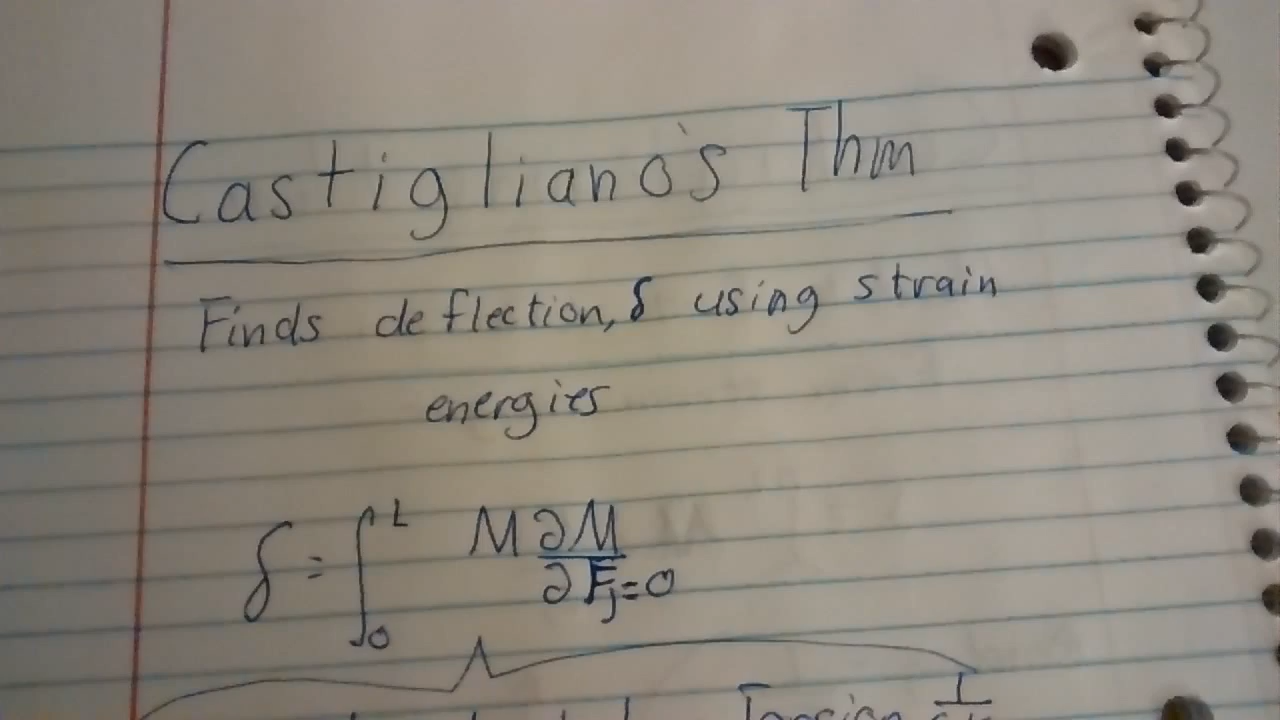 Castigliano's Thm
Finds deflection, δ using strain
energies
δ = ∫₀ᴸ M ∂M/∂Fⱼ=0